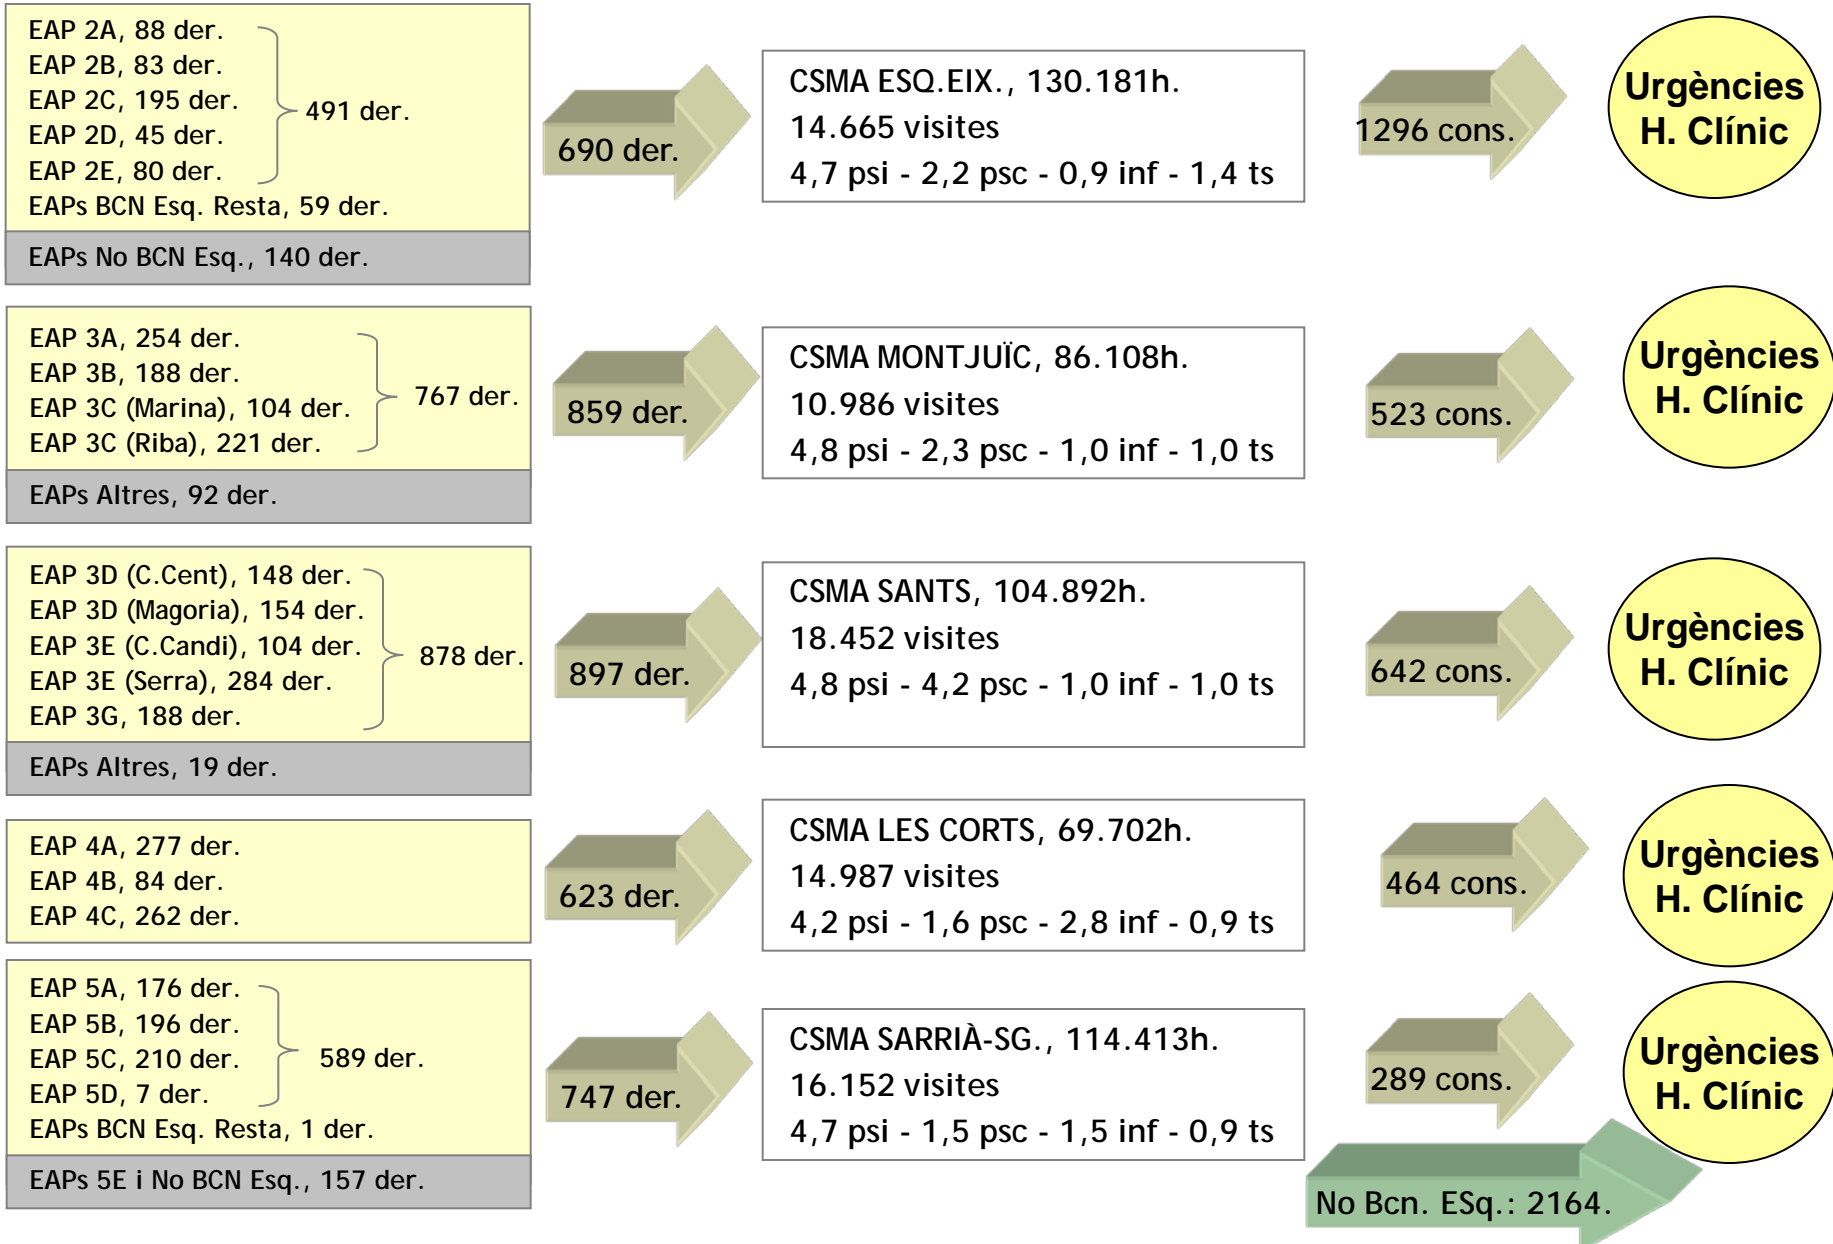 EAP 2A, 88 der.
EAP 2B, 83 der.
EAP 2C, 195 der.
EAP 2D, 45 der.
EAP 2E, 80 der.
491 der.
EAPs BCN Esq. Resta, 59 der.
EAPs No BCN Esq., 140 der.
690 der.
CSMA ESQ.EIX., 130.181h.
14.665 visites
4,7 psi - 2,2 psc - 0,9 inf - 1,4 ts
1296 cons.
Urgències
H. Clínic
EAP 3A, 254 der.
EAP 3B, 188 der.
EAP 3C (Marina), 104 der.
EAP 3C (Riba), 221 der.
767 der.
EAPs Altres, 92 der.
859 der.
CSMA MONTJUÏC, 86.108h.
10.986 visites
4,8 psi - 2,3 psc - 1,0 inf - 1,0 ts
523 cons.
Urgències
H. Clínic
EAP 3D (C.Cent), 148 der.
EAP 3D (Magoria), 154 der.
EAP 3E (C.Candi), 104 der.
EAP 3E (Serra), 284 der.
EAP 3G, 188 der.
878 der.
EAPs Altres, 19 der.
897 der.
CSMA SANTS, 104.892h.
18.452 visites
4,8 psi - 4,2 psc - 1,0 inf - 1,0 ts
642 cons.
Urgències
H. Clínic
EAP 4A, 277 der.
EAP 4B, 84 der.
EAP 4C, 262 der.
623 der.
CSMA LES CORTS, 69.702h.
14.987 visites
4,2 psi - 1,6 psc - 2,8 inf - 0,9 ts
464 cons.
Urgències
H. Clínic
EAP 5A, 176 der.
EAP 5B, 196 der.
EAP 5C, 210 der.
EAP 5D, 7 der.
589 der.
EAPs BCN Esq. Resta, 1 der.
EAPs 5E i No BCN Esq., 157 der.
747 der.
CSMA SARRIÀ-SG., 114.413h.
16.152 visites
4,7 psi - 1,5 psc - 1,5 inf - 0,9 ts
289 cons.
Urgències
H. Clínic
No Bcn. ESq.: 2164.